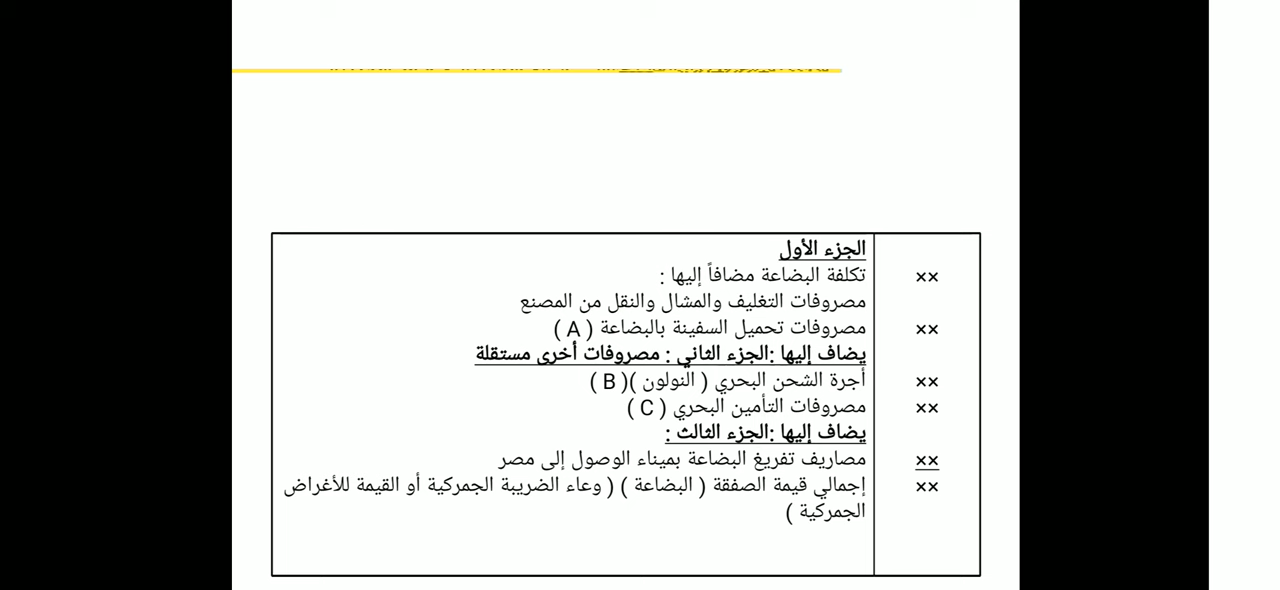 الجزء الأول
×× تكلفة البضاعة مضافاً إليها :
مصروفات التغليف والمشال والنقل من المصنع
×× مصروفات تحميل السفينة بالبضاعة ( A )
يضاف إليها :الجزء الثاني : مصروفات أخرى مستقلة
×× أجرة الشحن البحري ( النولون )( B )
×× مصروفات التأمين البحري ( C )
يضاف إليها :الجزء الثالث :
×× مصاريف تفريغ البضاعة بميناء الوصول إلى مصر
×× إجمالي قيمة الصفقة ( البضاعة ) ( وعاء الضريبة الجمركية أو القيمة للأغراض
الجمركية )